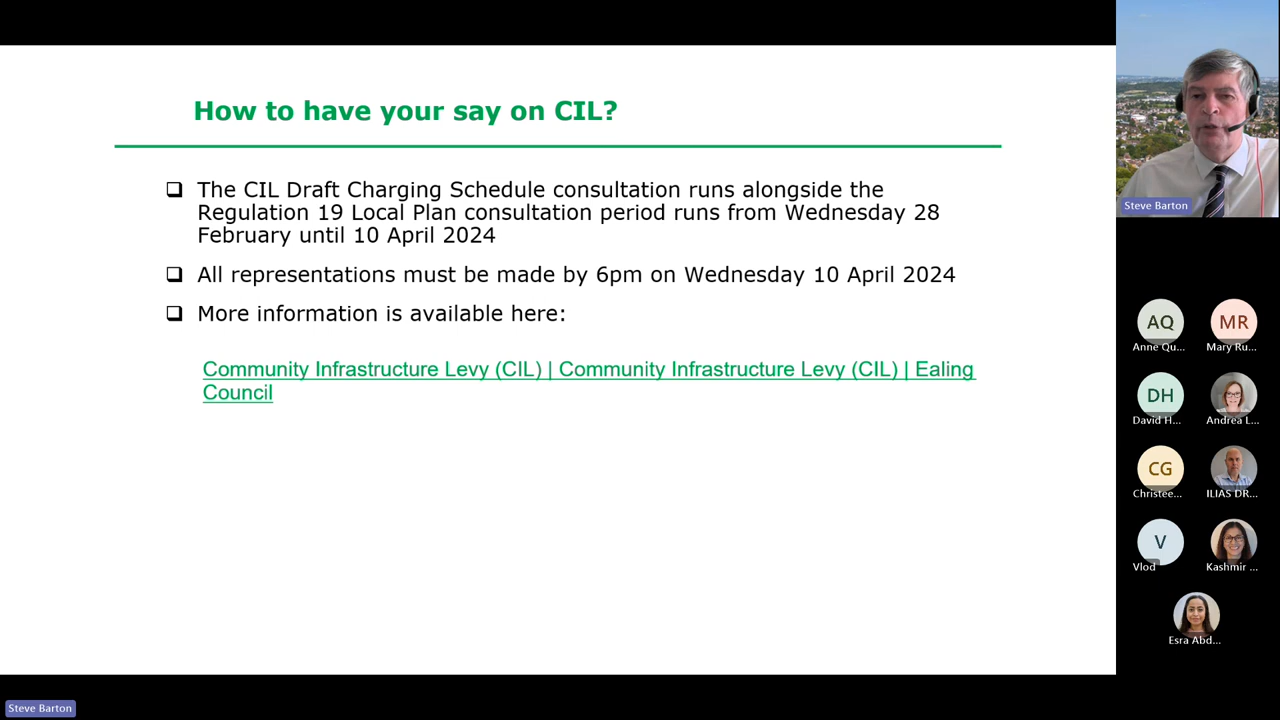 How to have your say on CIL?
❑ The CIL Draft Charging Schedule consultation runs alongside the
Regulation 19 Local Plan consultation period runs from Wednesday 28
February until 10 April 2024
❑ All representations must be made by 6pm on Wednesday 10 April 2024
❑ More information is available here:
Community Infrastructure Levy (CIL) | Community Infrastructure Levy (CIL) | Ealing
Council
Steve Barton
AQ
Anne Qu...
MR
Mary Ru...
DH
David H...
Andrea L...
CG
Christee...
ILIAS DR...
V
Vlod
Kashmir ...
Esra Abd...
Steve Barton